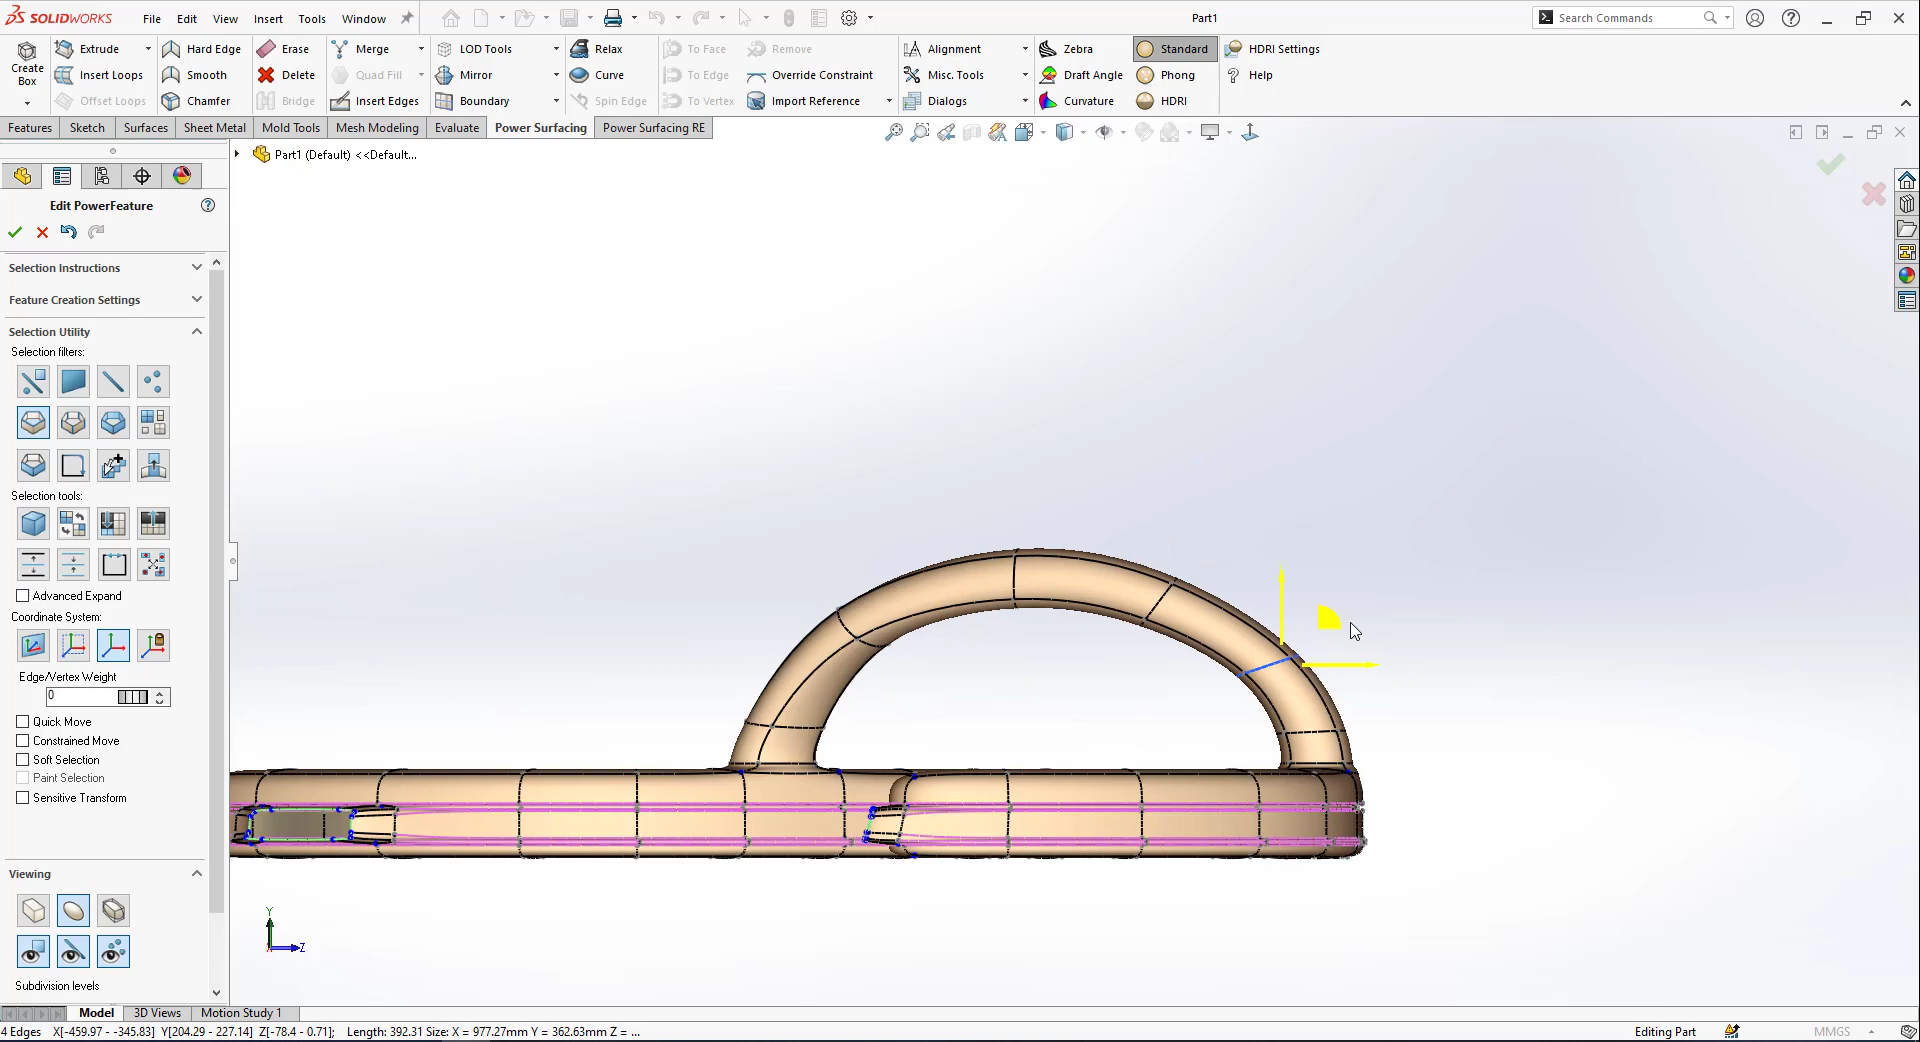 SOLIDWORKS
File Edit View Insert Tools Window
Part1
Search Commands
Create Box
Extrude
Insert Loops
Offset Loops
Hard Edge
Smooth
Chamfer
Erase
Delete
Bridge
Merge
Quad Fill
Insert Edges
LOD Tools
Mirror
Boundary
Relax
Curve
Spin Edge
To Face
To Edge
To Vertex
Remove
Override Constraint
Import Reference
Alignment
Misc. Tools
Dialogs
Zebra
Draft Angle
Curvature
Standard
Phong
HDRI
HDRI Settings
Help
Features Sketch Surfaces Sheet Metal Mold Tools Mesh Modeling Evaluate Power Surfacing Power Surfacing RE
Part1 (Default) <<Default...
Edit PowerFeature
Selection Instructions
Feature Creation Settings
Selection Utility
Selection filters:
Selection tools:
Advanced Expand
Coordinate System:
Edge/Vertex Weight
0
Quick Move
Constrained Move
Soft Selection
Paint Selection
Sensitive Transform
Viewing
Subdivision levels
Y
Z
Model 3D Views Motion Study 1
4 Edges X[-459.97 - -345.83] Y[204.29 - 227.14] Z[-78.4 - 0.71]; Length: 392.31 Size: X = 977.27mm Y = 362.63mm Z = ...
Editing Part
MMGS